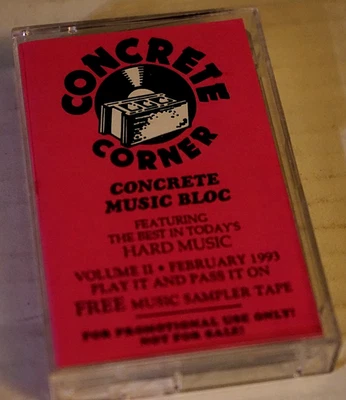 CONCRETE
CORNER
CONCRETE
MUSIC BLOC
FEATURING
THE BEST IN TODAY'S
HARD MUSIC
VOLUME II • FEBRUARY 1993
PLAY IT AND PASS IT ON
FREE MUSIC SAMPLER TAPE
FOR PROMOTIONAL USE ONLY!
NOT FOR SALE!